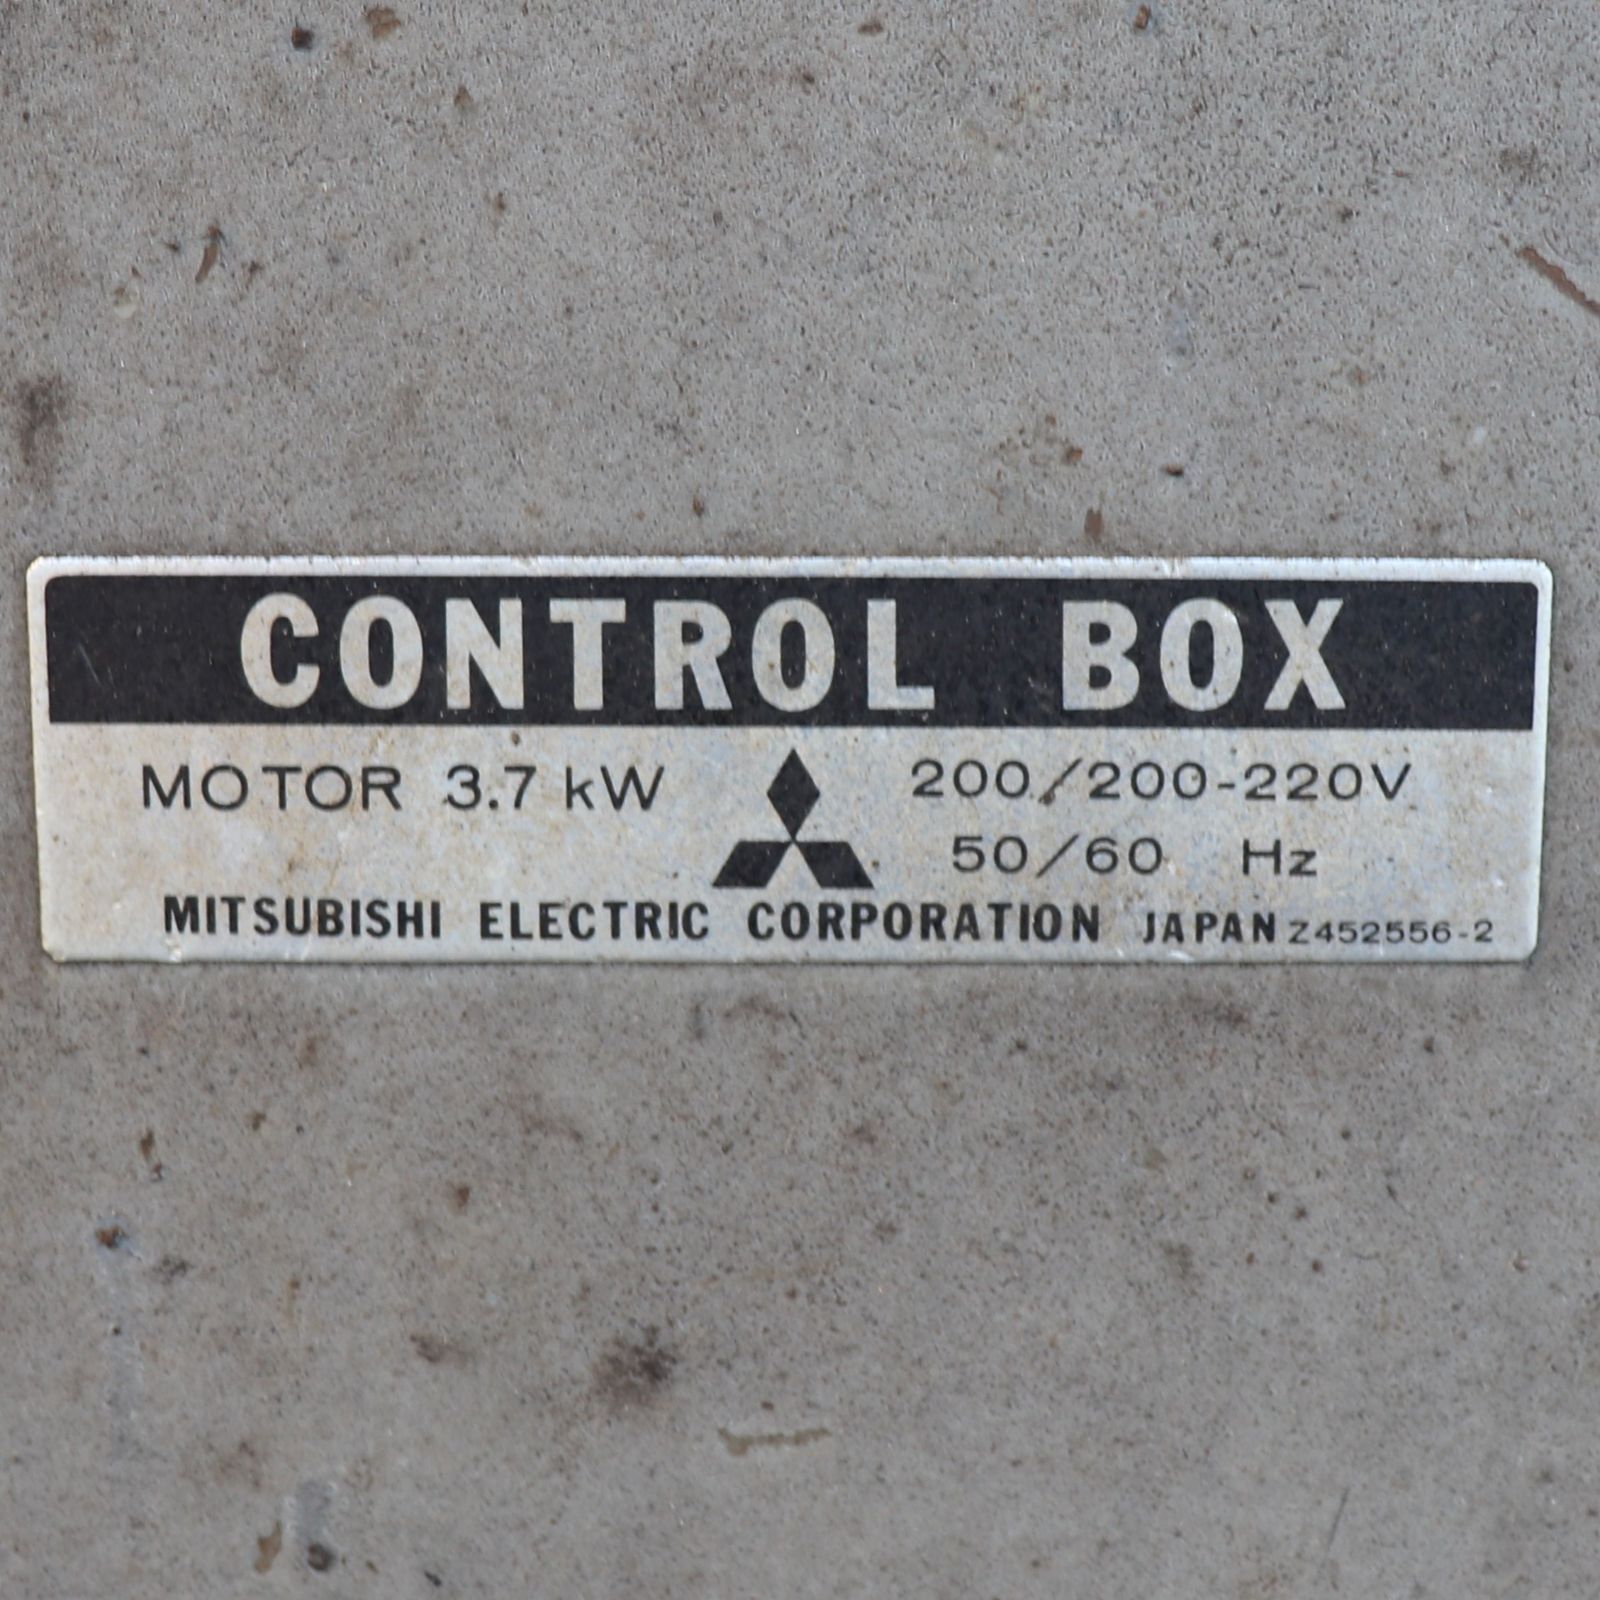 CONTROL BOX
MOTOR 3.7 kW
200/200-220V
50/60 Hz
MITSUBISHI ELECTRIC CORPORATION JAPAN Z452556-2